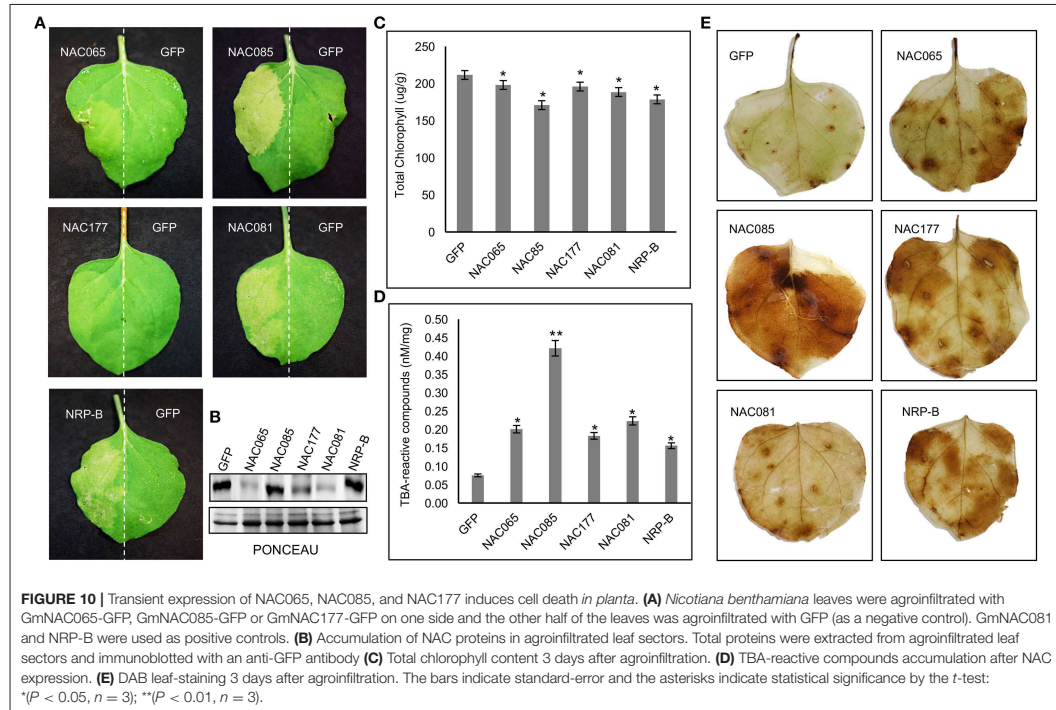 A
NAC065 GFP
NAC085 GFP
NAC177 GFP
NAC081 GFP
NRP-B GFP
B
GFP NAC065 NAC085 NAC177 NAC081 NRP-B
PONCEAU
C
Total Chlorophyll (ug/g)
250
200
150
100
50
0
*
*
*
*
*
GFP NAC065 NAC85 NAC177 NAC081 NRP-B
D
TBA-reactive compounds (nM/mg)
0.50
0.45
0.40
0.35
0.30
0.25
0.20
0.15
0.10
0.05
0.00
*
**
*
*
*
GFP NAC065 NAC085 NAC177 NAC081 NRP-B
E
GFP
NAC065
NAC085
NAC177
NAC081
NRP-B
FIGURE 10 | Transient expression of NAC065, NAC085, and NAC177 induces cell death in planta. (A) Nicotiana benthamiana leaves were agroinfiltrated with
GmNAC065-GFP, GmNAC085-GFP or GmNAC177-GFP on one side and the other half of the leaves was agroinfiltrated with GFP (as a negative control). GmNAC081
and NRP-B were used as positive controls. (B) Accumulation of NAC proteins in agroinfiltrated leaf sectors. Total proteins were extracted from agroinfiltrated leaf
sectors and immunoblotted with an anti-GFP antibody (C) Total chlorophyll content 3 days after agroinfiltration. (D) TBA-reactive compounds accumulation after NAC
expression. (E) DAB leaf-staining 3 days after agroinfiltration. The bars indicate standard-error and the asterisks indicate statistical significance by the t-test:
*(P < 0.05, n = 3); **(P < 0.01, n = 3).